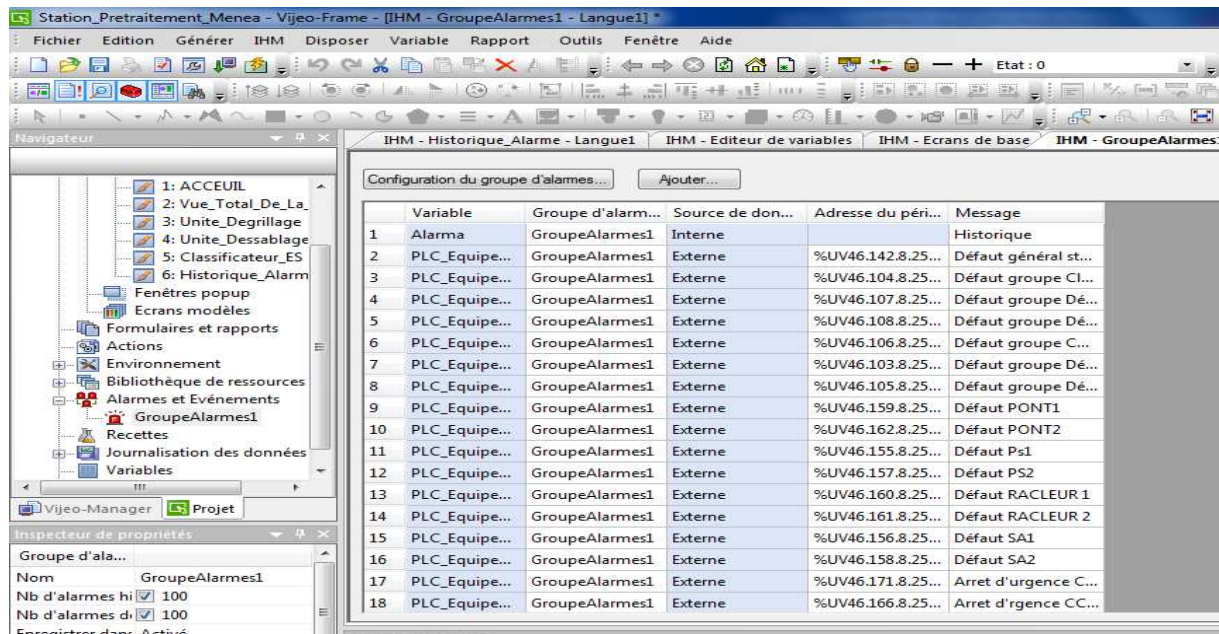 Station_Pretraitement_Menea - Vijeo-Frame - [IHM - GroupeAlarmes1 - Langue1] *
Fichier Edition Générer IHM Disposer Variable Rapport Outils Fenêtre Aide
Etat : 0
Navigateur
IHM - Historique_Alarme - Langue1 IHM - Editeur de variables IHM - Ecrans de base IHM - GroupeAlarmes1
Configuration du groupe d'alarmes... Ajouter...
1: ACCEUIL
2: Vue_Total_De_La_
3: Unite_Degrillage
4: Unite_Dessablage
5: Classificateur_ES
6: Historique_Alarm
Fenêtres popup
Ecrans modèles
Formulaires et rapports
Actions
Environnement
Bibliothèque de ressources
Alarmes et Evénements
GroupeAlarmes1
Recettes
Journalisation des données
Variables
Vijeo-Manager Projet
Inspecteur de propriétés
Groupe d'ala...
Nom GroupeAlarmes1
Nb d'alarmes hi 100
Nb d'alarmes d 100
Enregistrer dans Activé
Variable Groupe d'alarm... Source de don... Adresse du péri... Message
1 Alarma GroupeAlarmes1 Interne Historique
2 PLC_Equipe... GroupeAlarmes1 Externe %UV46.142.8.25... Défaut général st...
3 PLC_Equipe... GroupeAlarmes1 Externe %UV46.104.8.25... Défaut groupe Cl...
4 PLC_Equipe... GroupeAlarmes1 Externe %UV46.107.8.25... Défaut groupe Dé...
5 PLC_Equipe... GroupeAlarmes1 Externe %UV46.108.8.25... Défaut groupe Dé...
6 PLC_Equipe... GroupeAlarmes1 Externe %UV46.106.8.25... Défaut groupe C...
7 PLC_Equipe... GroupeAlarmes1 Externe %UV46.103.8.25... Défaut groupe Dé...
8 PLC_Equipe... GroupeAlarmes1 Externe %UV46.105.8.25... Défaut groupe Dé...
9 PLC_Equipe... GroupeAlarmes1 Externe %UV46.159.8.25... Défaut PONT1
10 PLC_Equipe... GroupeAlarmes1 Externe %UV46.162.8.25... Défaut PONT2
11 PLC_Equipe... GroupeAlarmes1 Externe %UV46.155.8.25... Défaut Ps1
12 PLC_Equipe... GroupeAlarmes1 Externe %UV46.157.8.25... Défaut PS2
13 PLC_Equipe... GroupeAlarmes1 Externe %UV46.160.8.25... Défaut RACLEUR 1
14 PLC_Equipe... GroupeAlarmes1 Externe %UV46.161.8.25... Défaut RACLEUR 2
15 PLC_Equipe... GroupeAlarmes1 Externe %UV46.156.8.25... Défaut SA1
16 PLC_Equipe... GroupeAlarmes1 Externe %UV46.158.8.25... Défaut SA2
17 PLC_Equipe... GroupeAlarmes1 Externe %UV46.171.8.25... Arret d'urgence C...
18 PLC_Equipe... GroupeAlarmes1 Externe %UV46.166.8.25... Arret d'rgence CC...